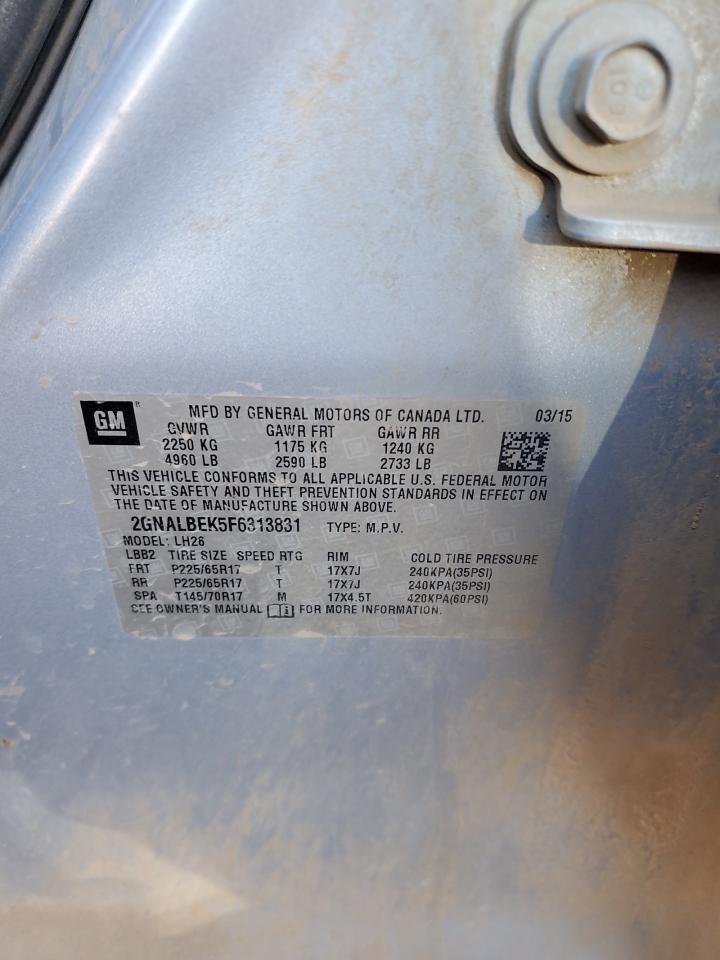 GM
MFD BY GENERAL MOTORS OF CANADA LTD. 03/15
GVWR GAWR FRT GAWR RR
2250 KG 1175 KG 1240 KG
4960 LB 2590 LB 2733 LB
THIS VEHICLE CONFORMS TO ALL APPLICABLE U.S. FEDERAL MOTOR
VEHICLE SAFETY AND THEFT PREVENTION STANDARDS IN EFFECT ON
THE DATE OF MANUFACTURE SHOWN ABOVE.
2GNALBEK5F6313831 TYPE: M.P.V.
MODEL: LH26
LBB2 TIRE SIZE SPEED RTG RIM COLD TIRE PRESSURE
FRT P225/65R17 T 17X7J 240KPA(35PSI)
RR P225/65R17 T 17X7J 240KPA(35PSI)
SPA T145/70R17 M 17X4.5T 420KPA(60PSI)
SEE OWNER'S MANUAL FOR MORE INFORMATION.